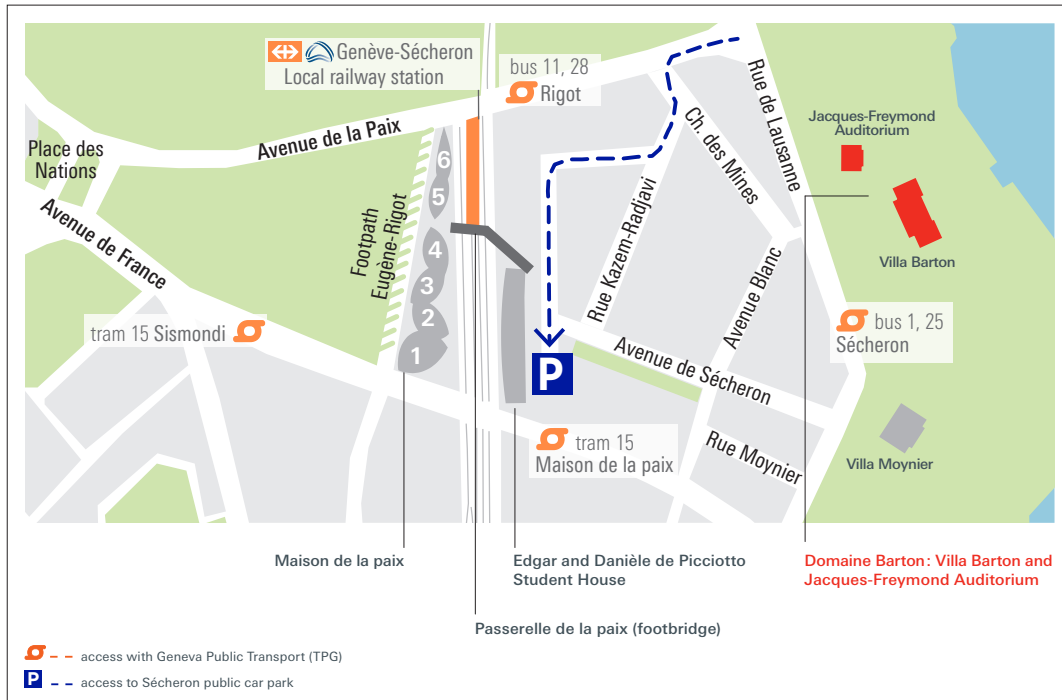 Genève-Sécheron
Local railway station
bus 11, 28
Rigot
Avenue de la Paix
Place des
Nations
Avenue de France
Footpath
Eugène-Rigot
6
5
4
3
2
1
tram 15 Sismondi
Ch. des Mines
Rue de Lausanne
Rue Kazem-Radjavi
Avenue Blanc
Jacques-Freymond
Auditorium
Villa Barton
bus 1, 25
Sécheron
P
Avenue de Sécheron
Rue Moynier
Villa Moynier
tram 15
Maison de la paix
Maison de la paix
Edgar and Danièle de Picciotto
Student House
Domaine Barton: Villa Barton and
Jacques-Freymond Auditorium
Passerelle de la paix (footbridge)
access with Geneva Public Transport (TPG)
P access to Sécheron public car park